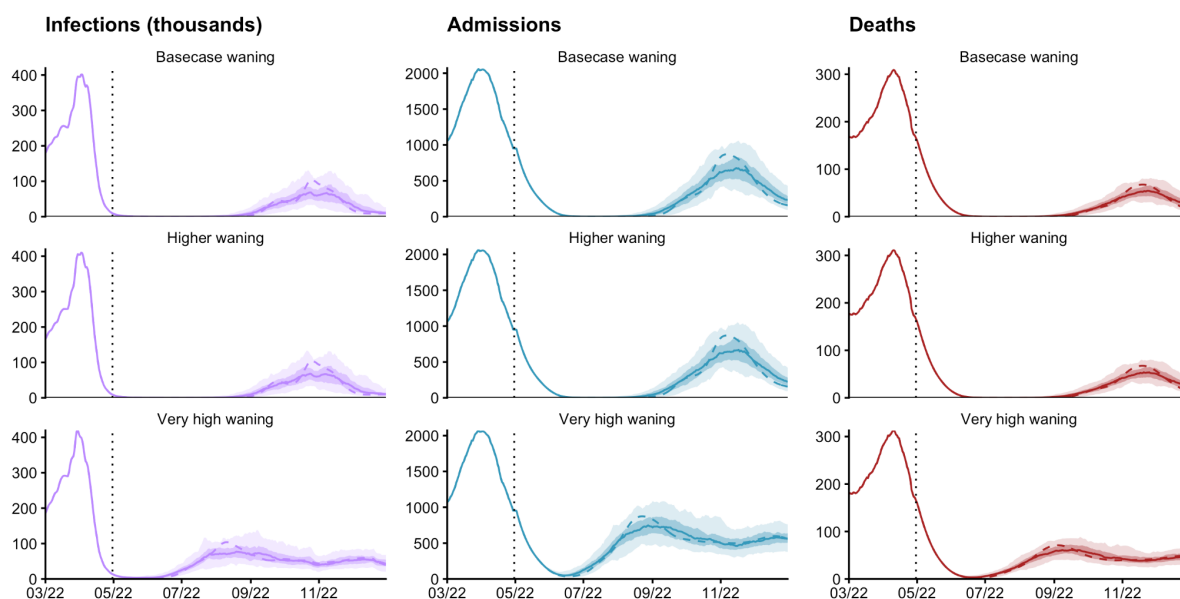 Infections (thousands) Admissions Deaths
Basecase waning Basecase waning Basecase waning
400 2000 300
300 1500 200
200 1000 100
100 500
0 0 0
Higher waning Higher waning Higher waning
400 2000 300
300 1500 200
200 1000 100
100 500
0 0 0
Very high waning Very high waning Very high waning
400 2000 300
300 1500 200
200 1000 100
100 500
0 0 0
03/22 05/22 07/22 09/22 11/22 03/22 05/22 07/22 09/22 11/22 03/22 05/22 07/22 09/22 11/22